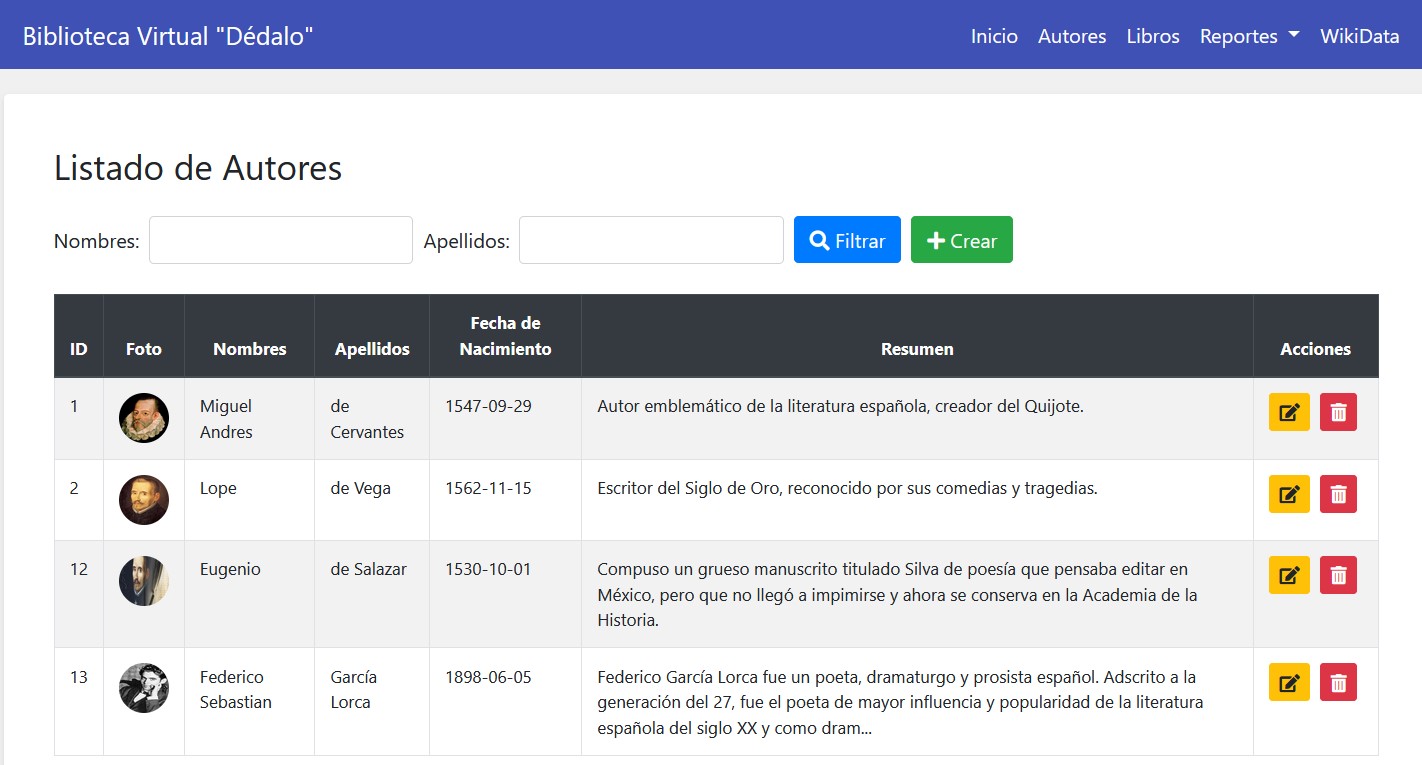 Biblioteca Virtual "Dédalo"
Inicio Autores Libros Reportes WikiData
Listado de Autores
Nombres: Apellidos: Filtrar Crear
ID Foto Nombres Apellidos Fecha de Nacimiento Resumen Acciones
1 Miguel Andres de Cervantes 1547-09-29 Autor emblemático de la literatura española, creador del Quijote.
2 Lope de Vega 1562-11-15 Escritor del Siglo de Oro, reconocido por sus comedias y tragedias.
12 Eugenio de Salazar 1530-10-01 Compuso un grueso manuscrito titulado Silva de poesía que pensaba editar en
México, pero que no llegó a impimirse y ahora se conserva en la Academia de la
Historia.
13 Federico Sebastian García Lorca 1898-06-05 Federico García Lorca fue un poeta, dramaturgo y prosista español. Adscrito a la
generación del 27, fue el poeta de mayor influencia y popularidad de la literatura
española del siglo XX y como dram...